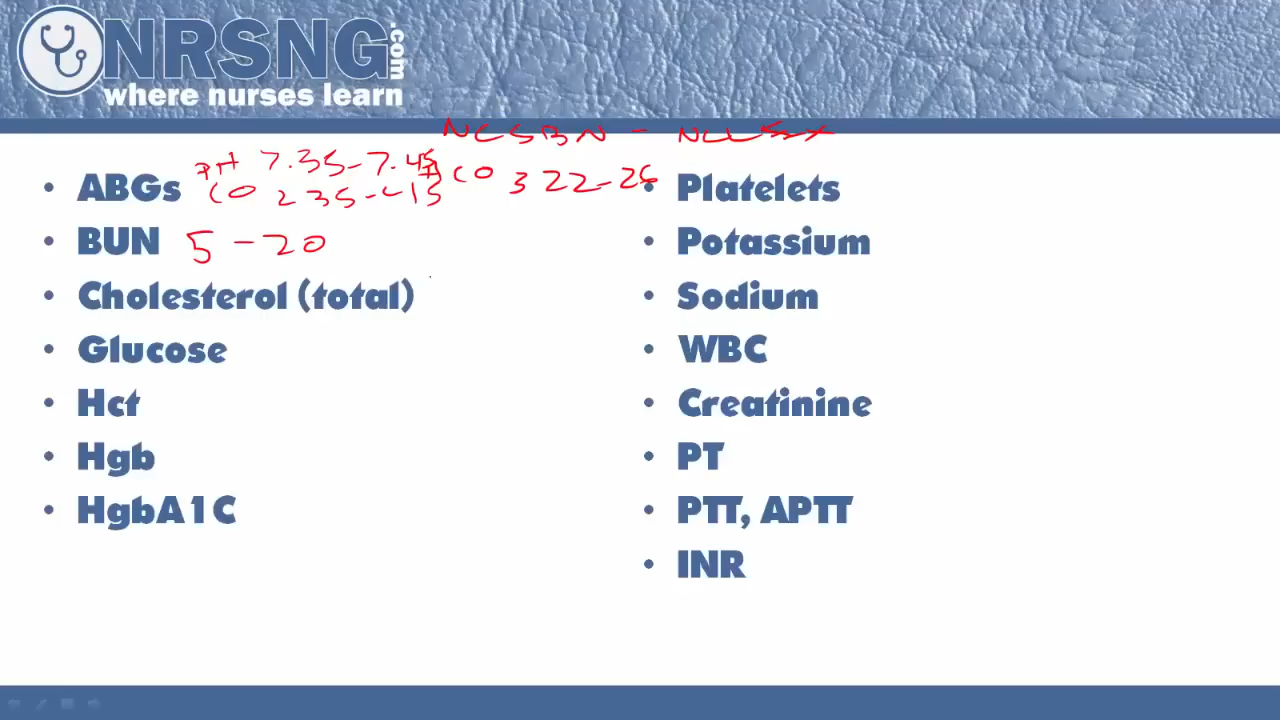 NRSNG.com
where nurses learn
NCSBN - NCLEX
• ABGs PH 7.35-7.45 HCO3 22-26
CO2 35-45
• BUN 5-20
• Cholesterol (total)
• Glucose
• Hct
• Hgb
• HgbA1C
• Platelets
• Potassium
• Sodium
• WBC
• Creatinine
• PT
• PTT, APTT
• INR